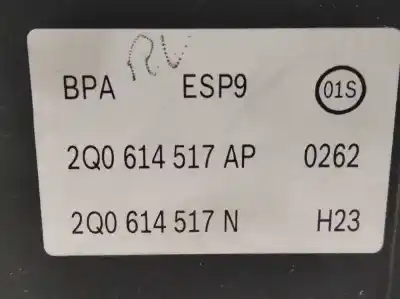 RV
BPA ESP9 01S
2Q0 614 517 AP 0262
2Q0 614 517 N H23